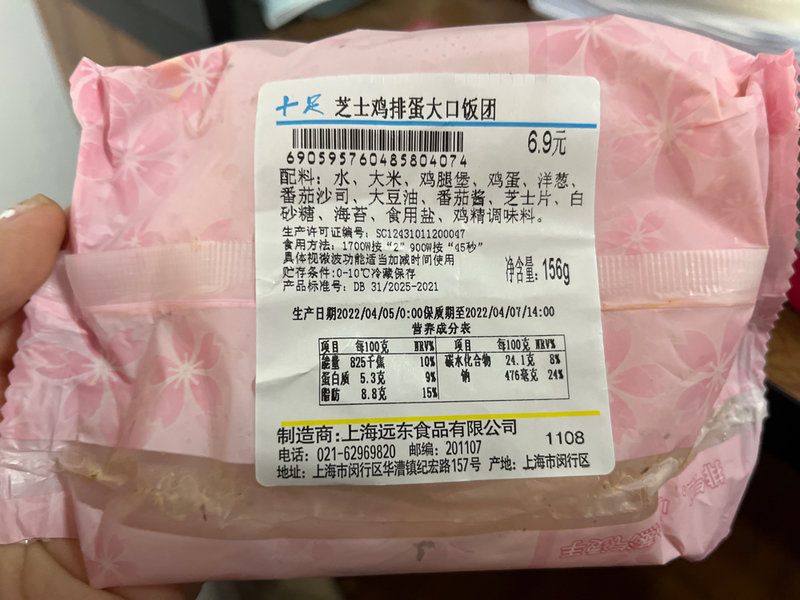 十足 芝士鸡排蛋大口饭团
6.9元
6905957604858​04074
配料：水、大米、鸡腿堡、鸡蛋、洋葱、
番茄沙司、大豆油、番茄酱、芝士片、白
砂糖、海苔、食用盐、鸡精调味料。
生产许可证编号：SC12431011200047
食用方法：1700W按“2”900W按“45秒”
具体视微波功能适当加减时间使用
贮存条件:0-10℃冷藏保存
净含量：156g
产品标准号：DB 31/2025-2021
生产日期2022/04/05/0:00保质期至2022/04/07/14:00
营养成分表
项目 每100克 NRV% 项目 每100克 NRV%
能量 825千焦 10% 碳水化合物 24.1克 8%
蛋白质 5.3克 9% 钠 476毫克 24%
脂肪 8.8克 15%
制造商:上海远东食品有限公司
1108
电话：021-62969820 邮编：201107
地址：上海市闵行区华漕镇纪宏路157号 产地：上海市闵行区